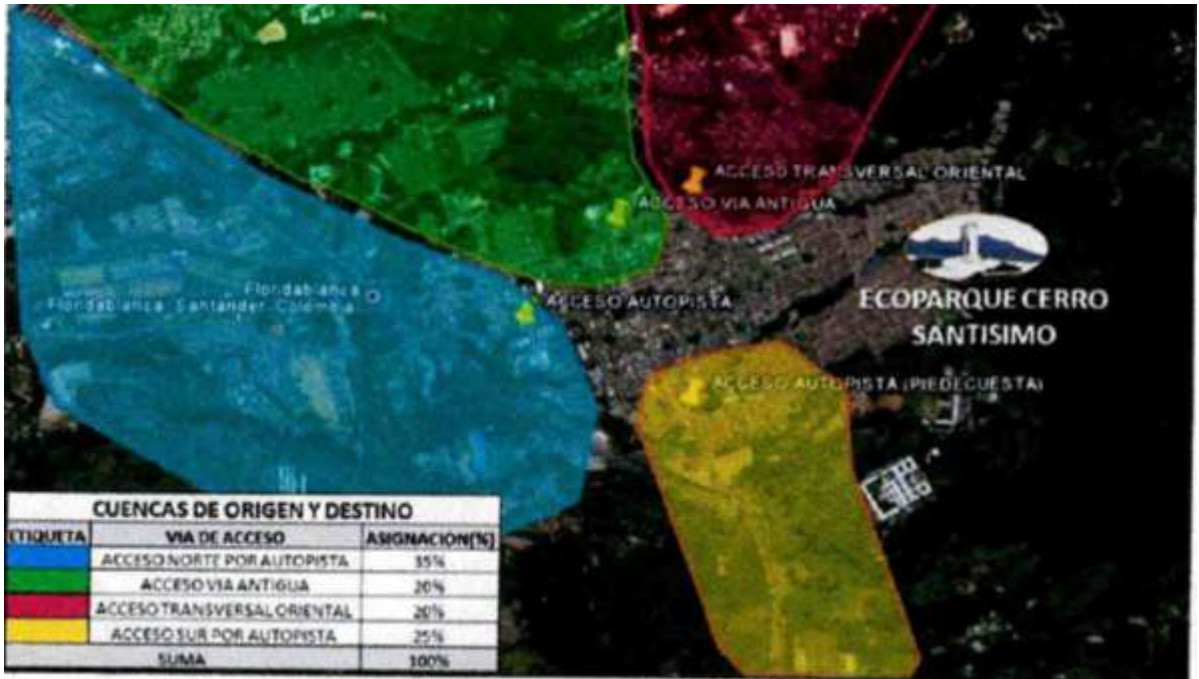 ACCESO TRANSVERSAL ORIENTAL
ACCESO VIA ANTIGUA
Floridablanca
Floridablanca, Santander, Colombia
ACCESO AUTOPISTA
ECOPARQUE CERRO
SANTISIMO
ACCESO AUTOPISTA (PIEDECUESTA)
CUENCAS DE ORIGEN Y DESTINO
ETIQUETA VIA DE ACCESO ASIGNACION(%)
ACCESO NORTE POR AUTOPISTA 35%
ACCESO VIA ANTIGUA 20%
ACCESO TRANSVERSAL ORIENTAL 20%
ACCESO SUR POR AUTOPISTA 25%
SUMA 100%